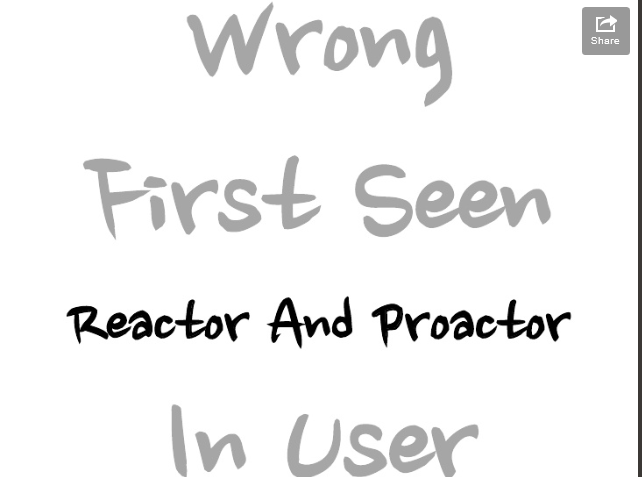 Wrong
Share
First Seen
Reactor And Proactor
In User